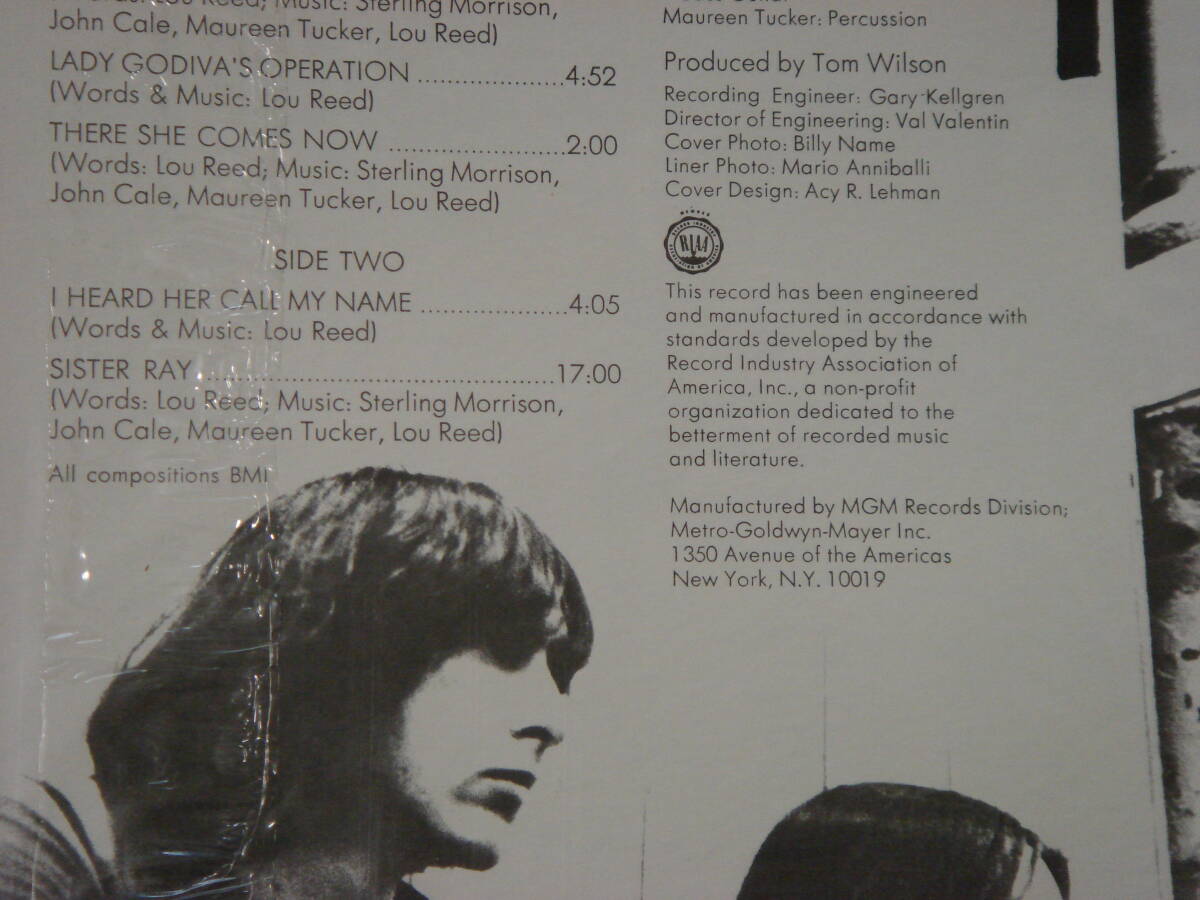 Lou Reed; Music: Sterling Morrison,
John Cale, Maureen Tucker, Lou Reed)
LADY GODIVA'S OPERATION ..................4:52
(Words & Music: Lou Reed)
THERE SHE COMES NOW ........................2:00
(Words: Lou Reed; Music: Sterling Morrison,
John Cale, Maureen Tucker, Lou Reed)
SIDE TWO
I HEARD HER CALL MY NAME ..................4:05
(Words & Music: Lou Reed)
SISTER RAY ..............................................17:00
(Words: Lou Reed; Music: Sterling Morrison,
John Cale, Maureen Tucker, Lou Reed)
All compositions BMI
Maureen Tucker: Percussion
Produced by Tom Wilson
Recording Engineer: Gary Kellgren
Director of Engineering: Val Valentin
Cover Photo: Billy Name
Liner Photo: Mario Anniballi
Cover Design: Acy R. Lehman
MEMBER
RIAA
This record has been engineered
and manufactured in accordance with
standards developed by the
Record Industry Association of
America, Inc., a non-profit
organization dedicated to the
betterment of recorded music
and literature.
Manufactured by MGM Records Division;
Metro-Goldwyn-Mayer Inc.
1350 Avenue of the Americas
New York, N.Y. 10019